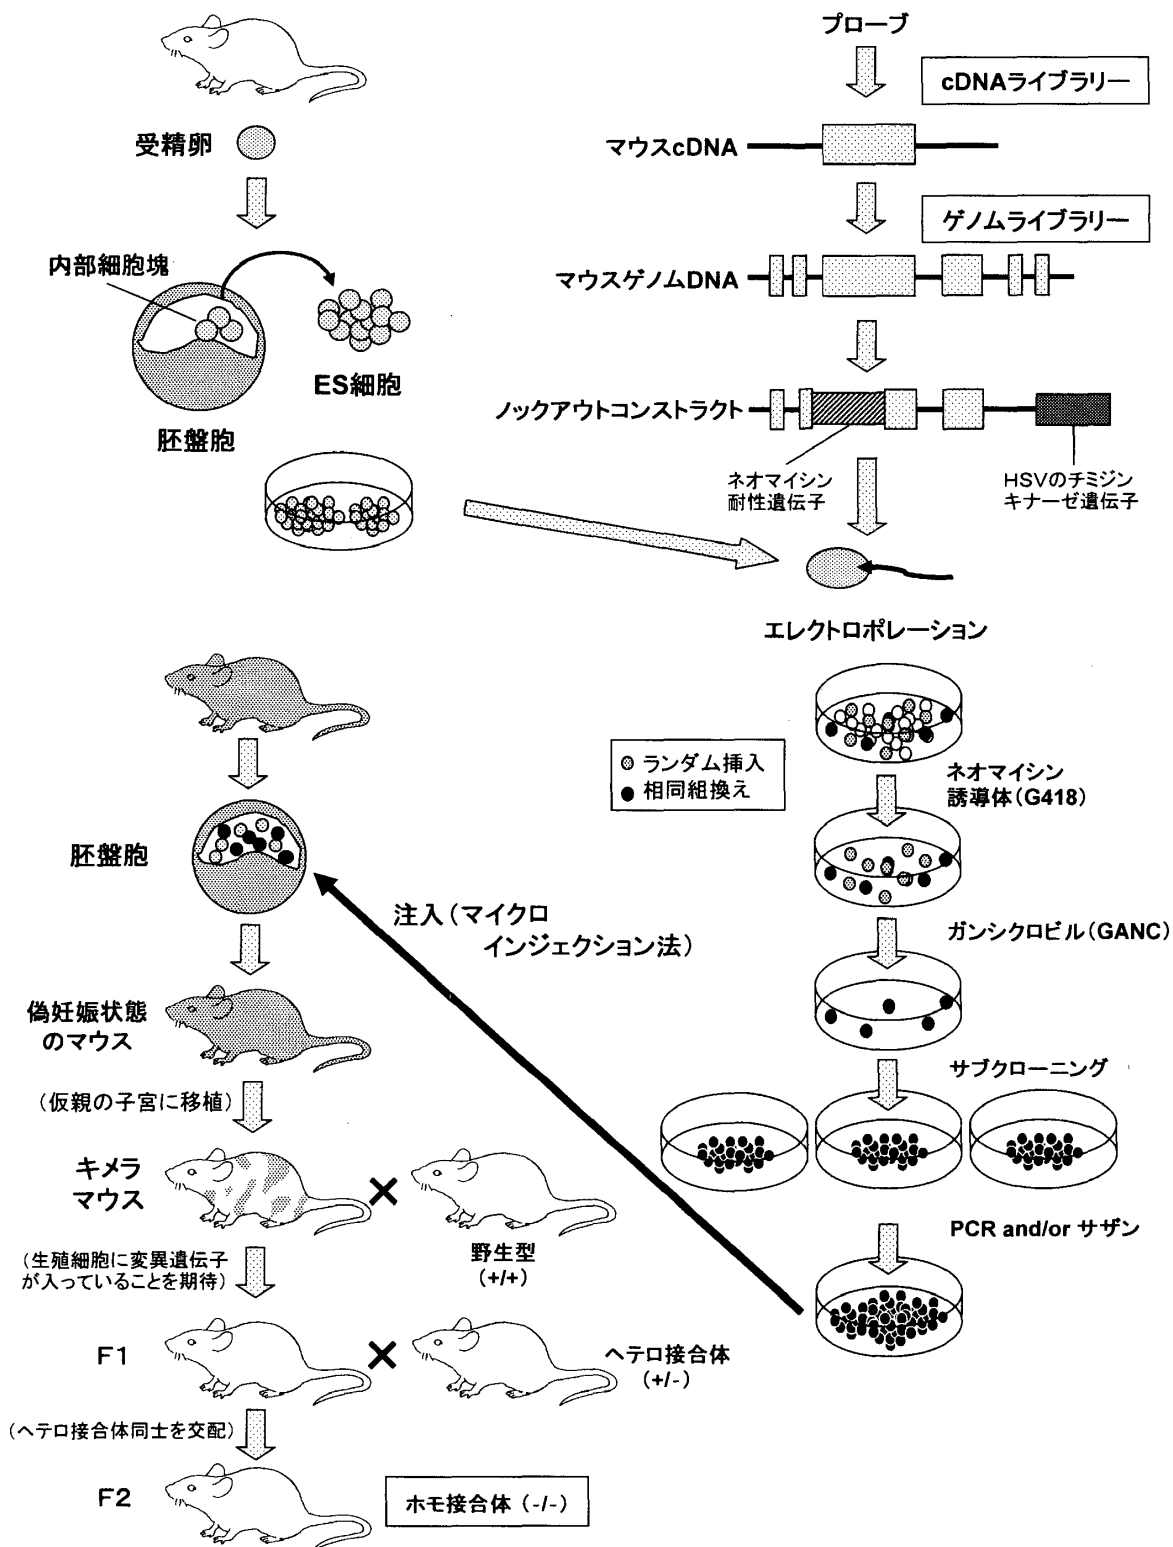 受精卵
内部細胞塊
ES細胞
胚盤胞
プローブ
cDNAライブラリー
マウスcDNA
ゲノムライブラリー
マウスゲノムDNA
ノックアウトコンストラクト
ネオマイシン
耐性遺伝子
HSVのチミジン
キナーゼ遺伝子
エレクトロポレーション
ランダム挿入
相同組換え
ネオマイシン
誘導体(G418)
ガンシクロビル(GANC)
サブクローニング
PCR and/or サザン
注入(マイクロ
インジェクション法)
胚盤胞
偽妊娠状態
のマウス
(仮親の子宮に移植)
キメラ
マウス
野生型
(+/+)
(生殖細胞に変異遺伝子
が入っていることを期待)
F1
ヘテロ接合体
(+/-)
(ヘテロ接合体同士を交配)
F2
ホモ接合体 (-/-)